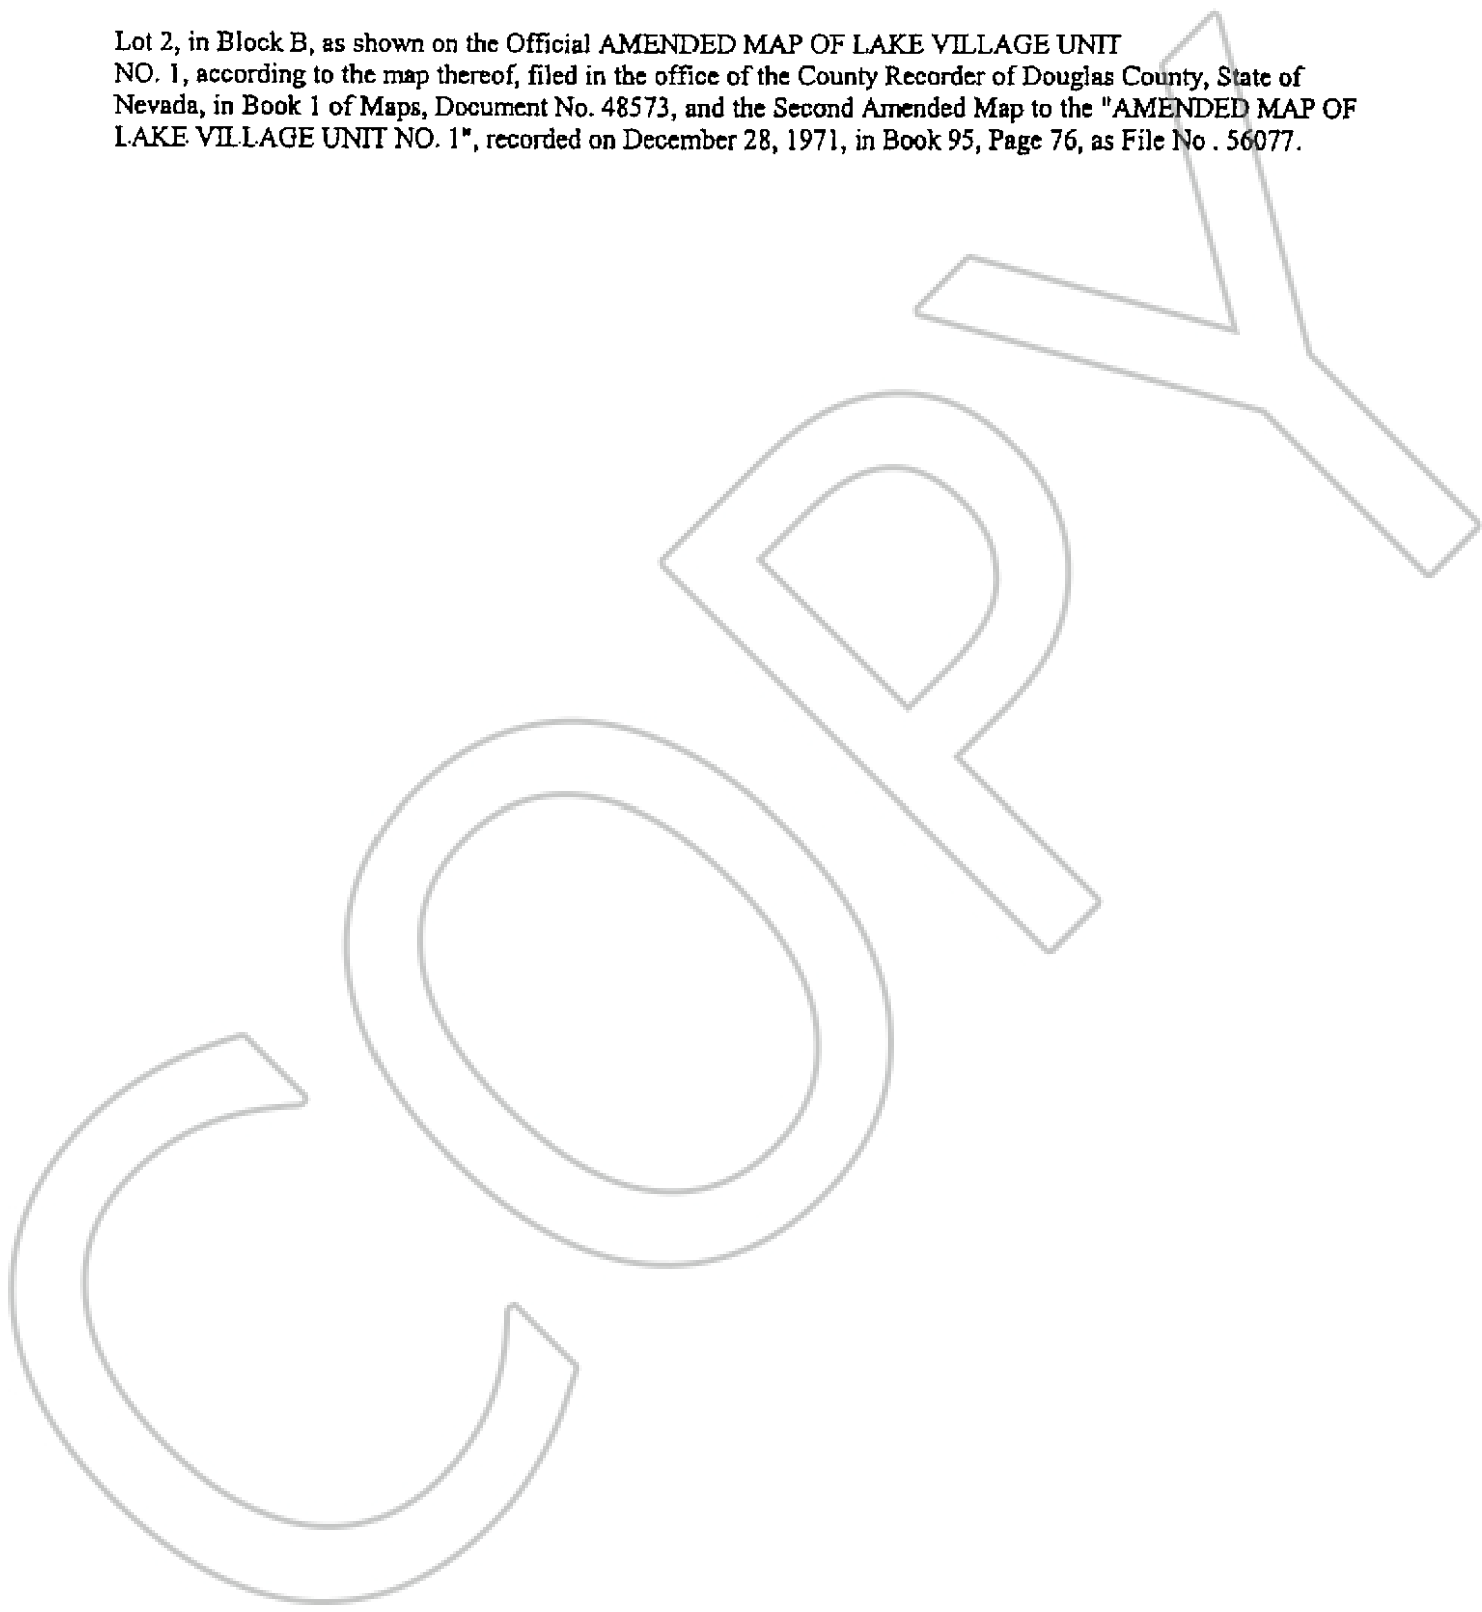 Lot 2, in Block B, as shown on the Official AMENDED MAP OF LAKE VILLAGE UNIT
NO. 1, according to the map thereof, filed in the office of the County Recorder of Douglas County, State of
Nevada, in Book 1 of Maps, Document No. 48573, and the Second Amended Map to the "AMENDED MAP OF
LAKE VILLAGE UNIT NO. 1", recorded on December 28, 1971, in Book 95, Page 76, as File No . 56077.
COPY